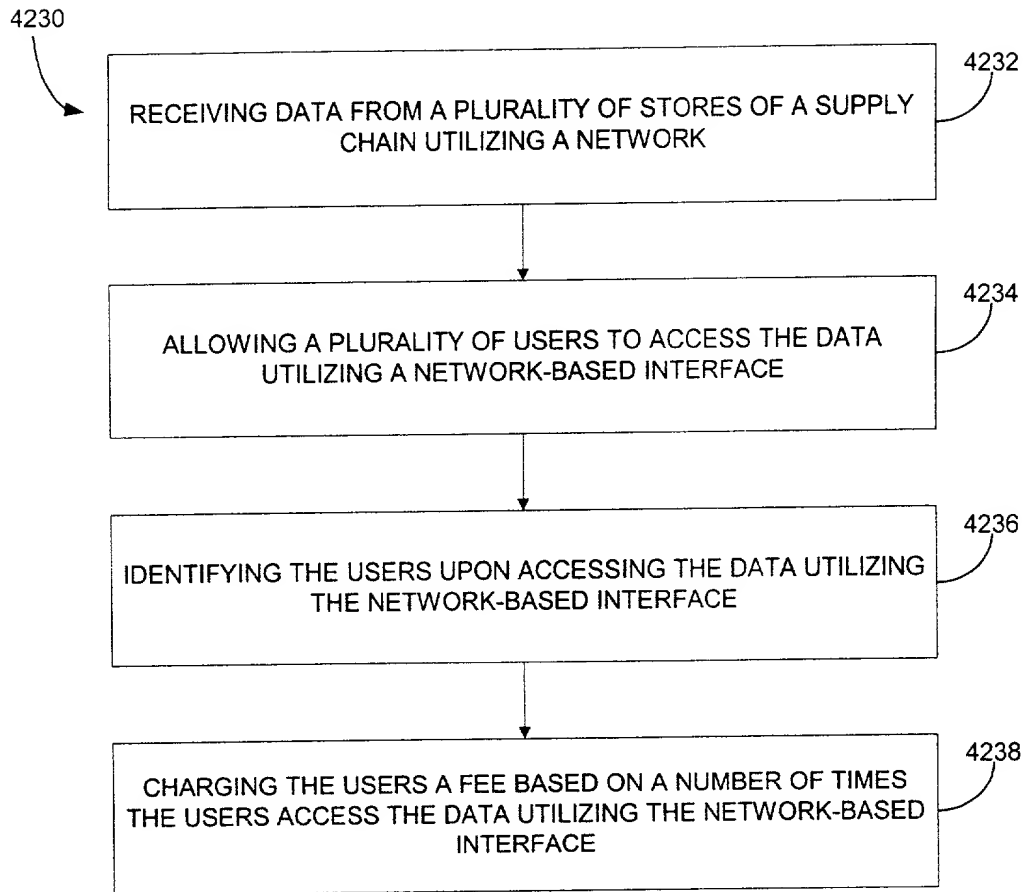 4230
4232
RECEIVING DATA FROM A PLURALITY OF STORES OF A SUPPLY
CHAIN UTILIZING A NETWORK
4234
ALLOWING A PLURALITY OF USERS TO ACCESS THE DATA
UTILIZING A NETWORK-BASED INTERFACE
4236
IDENTIFYING THE USERS UPON ACCESSING THE DATA UTILIZING
THE NETWORK-BASED INTERFACE
4238
CHARGING THE USERS A FEE BASED ON A NUMBER OF TIMES
THE USERS ACCESS THE DATA UTILIZING THE NETWORK-BASED
INTERFACE